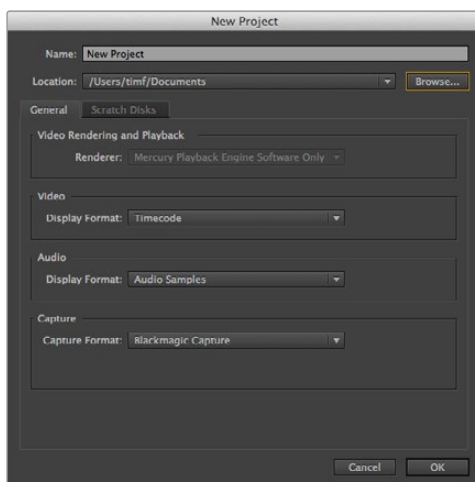 New Project
Name: New Project
Location: /Users/timf/Documents Browse...
General Scratch Disks
Video Rendering and Playback
Renderer: Mercury Playback Engine Software Only
Video
Display Format: Timecode
Audio
Display Format: Audio Samples
Capture
Capture Format: Blackmagic Capture
Cancel OK